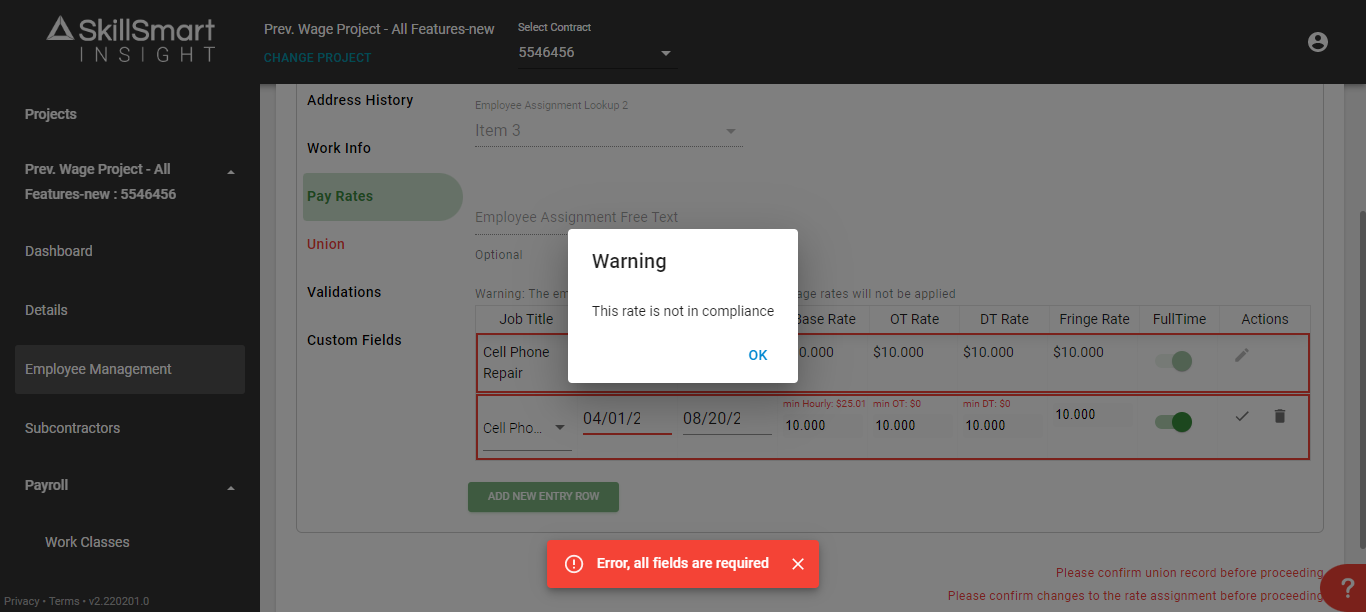 SkillSmart
INSIGHT
Prev. Wage Project - All Features-new
CHANGE PROJECT
Select Contract
5546456
Projects
Prev. Wage Project - All
Features-new : 5546456
Dashboard
Details
Employee Management
Subcontractors
Payroll
Work Classes
Privacy • Terms • v2.220201.0
Address History
Work Info
Pay Rates
Union
Validations
Custom Fields
Employee Assignment Lookup 2
Item 3
Employee Assignment Free Text
Optional
Warning: The em
age rates will not be applied
Job Title
Base Rate
OT Rate
DT Rate
Fringe Rate
FullTime
Actions
Cell Phone
Repair
0.000
$10.000
$10.000
$10.000
Cell Pho...
04/01/2
08/20/2
min Hourly: $25.01
10.000
min OT: $0
10.000
min DT: $0
10.000
10.000
ADD NEW ENTRY ROW
Warning
This rate is not in compliance
OK
Error, all fields are required
Please confirm union record before proceeding
Please confirm changes to the rate assignment before proceeding
?